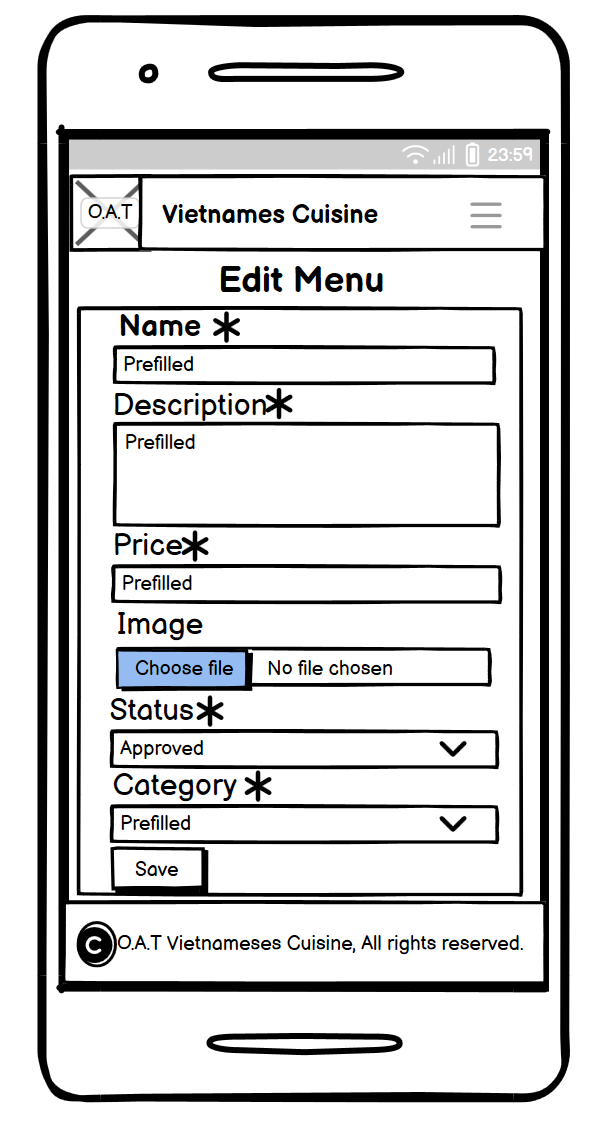 23:59
O.A.T
Vietnames Cuisine
Edit Menu
Name *
Prefilled
Description*
Prefilled
Price*
Prefilled
Image
Choose file No file chosen
Status*
Approved
Category *
Prefilled
Save
© O.A.T Vietnameses Cuisine, All rights reserved.